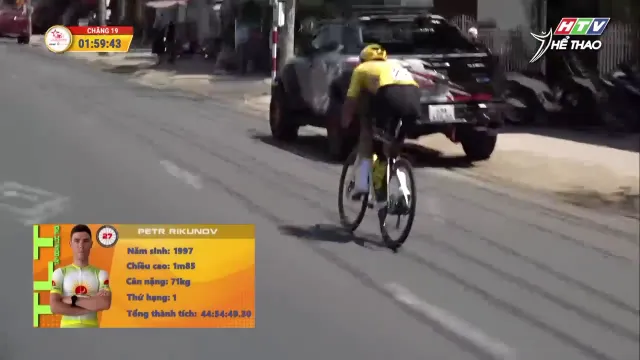 CHẶNG 19
01:59:43
HTV
THỂ THAO
27
PETR RIKUNOV
Năm sinh: 1997
Chiều cao: 1m85
Cân nặng: 71kg
Thứ hạng: 1
Tổng thành tích: 44:54:49.30